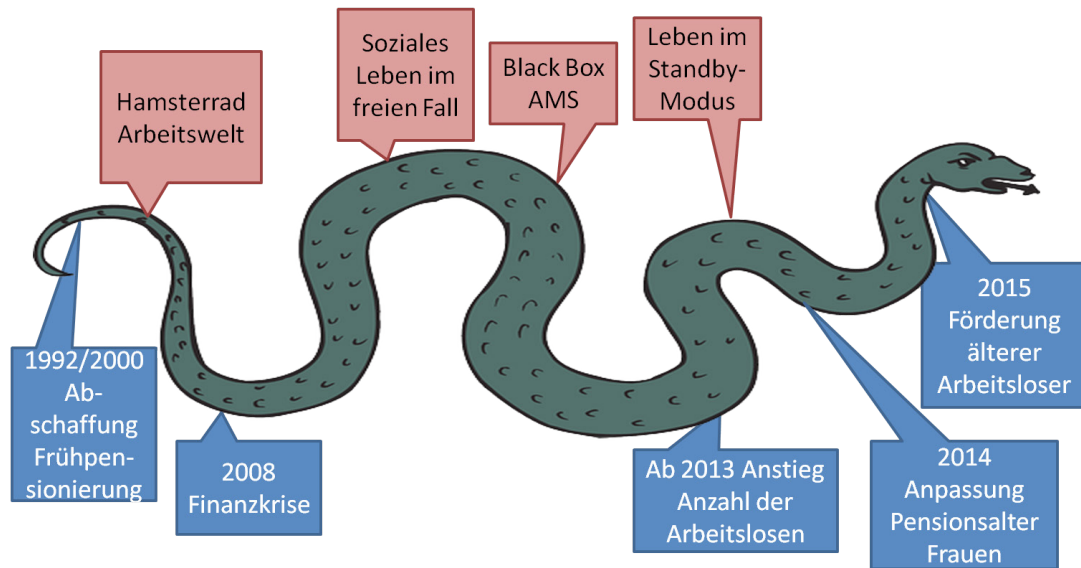 Hamsterrad
Arbeitswelt
Soziales
Leben im
freien Fall
Black Box
AMS
Leben im
Standby-
Modus
1992/2000
Ab-
schaffung
Frühpen-
sionierung
2008
Finanzkrise
Ab 2013 Anstieg
Anzahl der
Arbeitslosen
2014
Anpassung
Pensionsalter
Frauen
2015
Förderung
älterer
Arbeitsloser